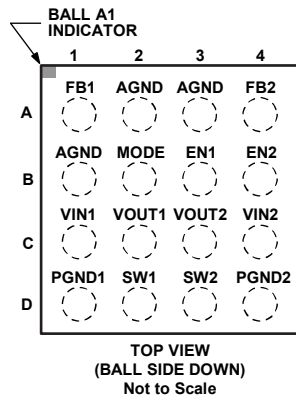 BALL A1
INDICATOR
1 2 3 4
A
FB1 AGND AGND FB2
B
AGND MODE EN1 EN2
C
VIN1 VOUT1 VOUT2 VIN2
D
PGND1 SW1 SW2 PGND2
TOP VIEW
(BALL SIDE DOWN)
Not to Scale